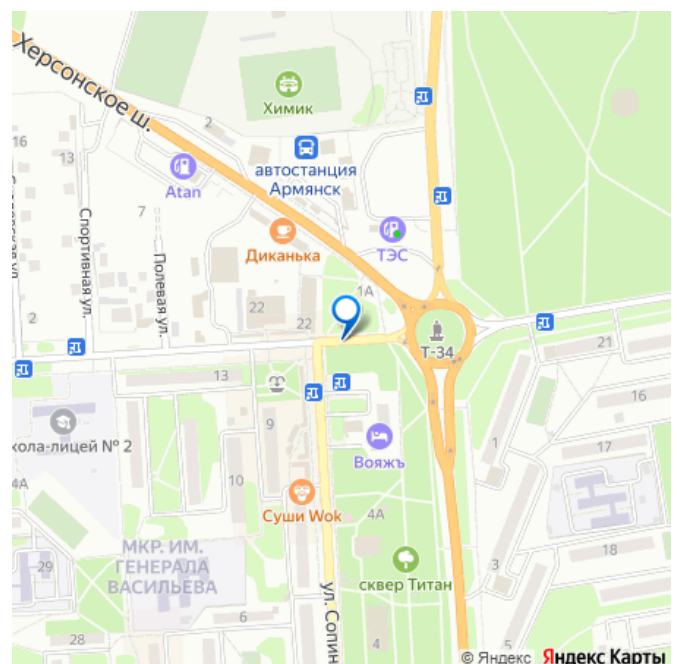 Херсонское ш.
Химик
2
16
13
автостанция
Армянск
Atan
Спортивная ул.
7
Полевая ул.
Диканька
ТЭС
1А
22
22
2
Т-34
21
13
16
9
1
кола-лицей № 2
Вояжъ
17
10
4А
Суши Wok
4А
МКР. ИМ.
ГЕНЕРАЛА
ВАСИЛЬЕВА
18
29
3
сквер Титан
ул. Сопин
6
28
4
5
© Яндекс Яндекс Карты